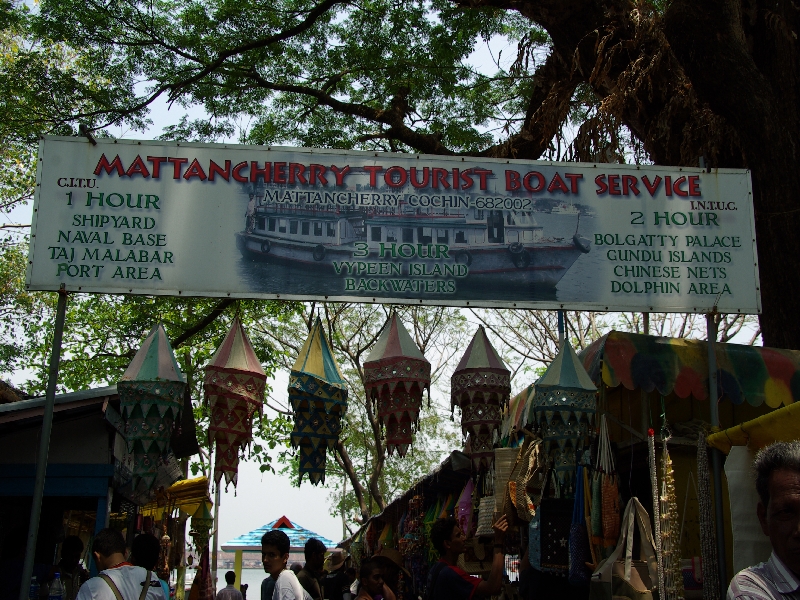 MATTANCHERRY TOURIST BOAT SERVICE
MATTANCHERRY COCHIN-682002
C.I.T.U.
1 HOUR
SHIPYARD
NAVAL BASE
TAJ MALABAR
FORT AREA
3 HOUR
VYPEEN ISLAND
BACKWATERS
I.N.T.U.C.
2 HOUR
BOLGATTY PALACE
GUNDU ISLANDS
CHINESE NETS
DOLPHIN AREA